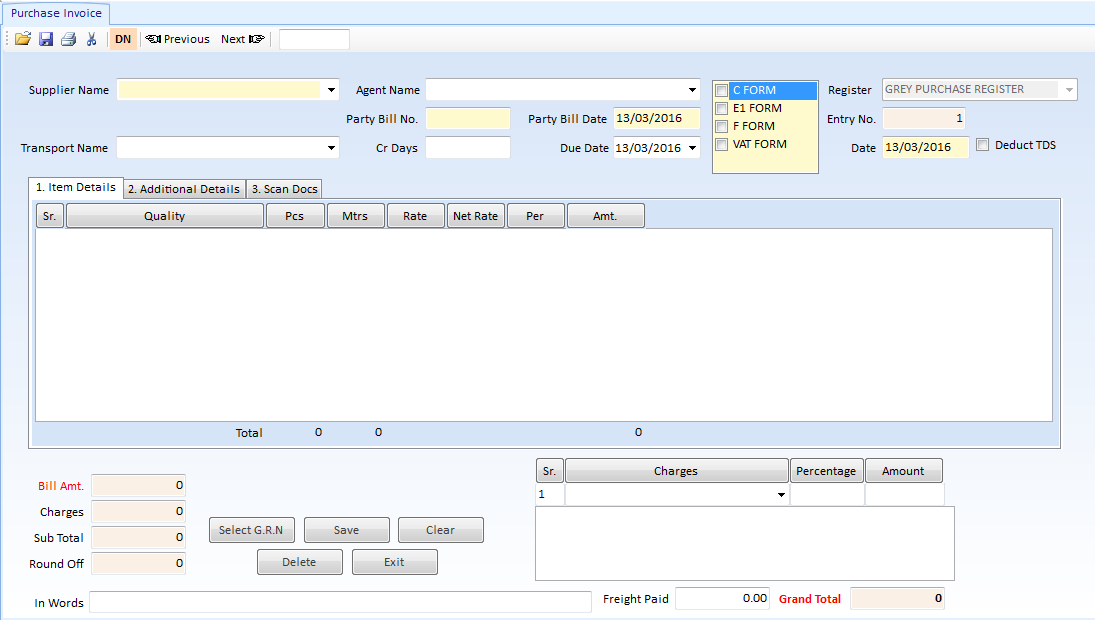 Purchase Invoice
DN Previous Next
Supplier Name Agent Name C FORM Register GREY PURCHASE REGISTER
E1 FORM
Party Bill No. Party Bill Date 13/03/2016 Entry No. 1
F FORM
Transport Name Cr Days Due Date 13/03/2016 VAT FORM Date 13/03/2016 Deduct TDS
1. Item Details 2. Additional Details 3. Scan Docs
Sr. Quality Pcs Mtrs Rate Net Rate Per Amt.
Total 0 0 0
Sr. Charges Percentage Amount
Bill Amt. 0 1
Charges 0
Select G.R.N Save Clear
Sub Total 0
Round Off 0 Delete Exit
In Words Freight Paid 0.00 Grand Total 0